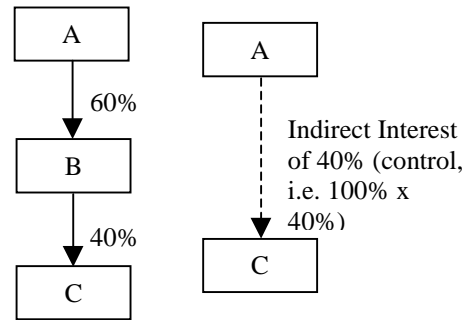 A
60%
B
40%
C
A
Indirect Interest
of 40% (control,
i.e. 100% x
40%)
C